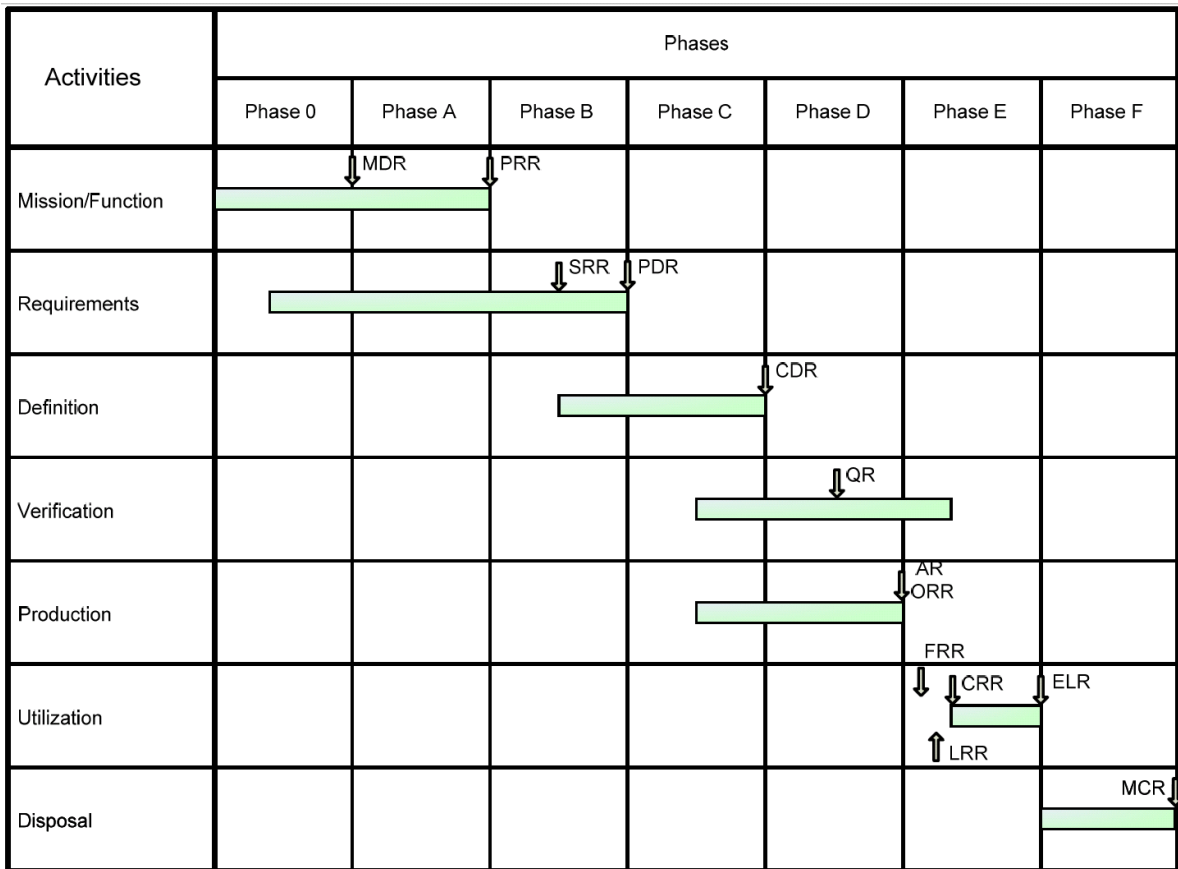 Activities
Phases
Phase 0
Phase A
Phase B
Phase C
Phase D
Phase E
Phase F
Mission/Function
MDR
PRR
Requirements
SRR
PDR
Definition
CDR
Verification
QR
Production
AR
ORR
Utilization
FRR
CRR
ELR
LRR
Disposal
MCR